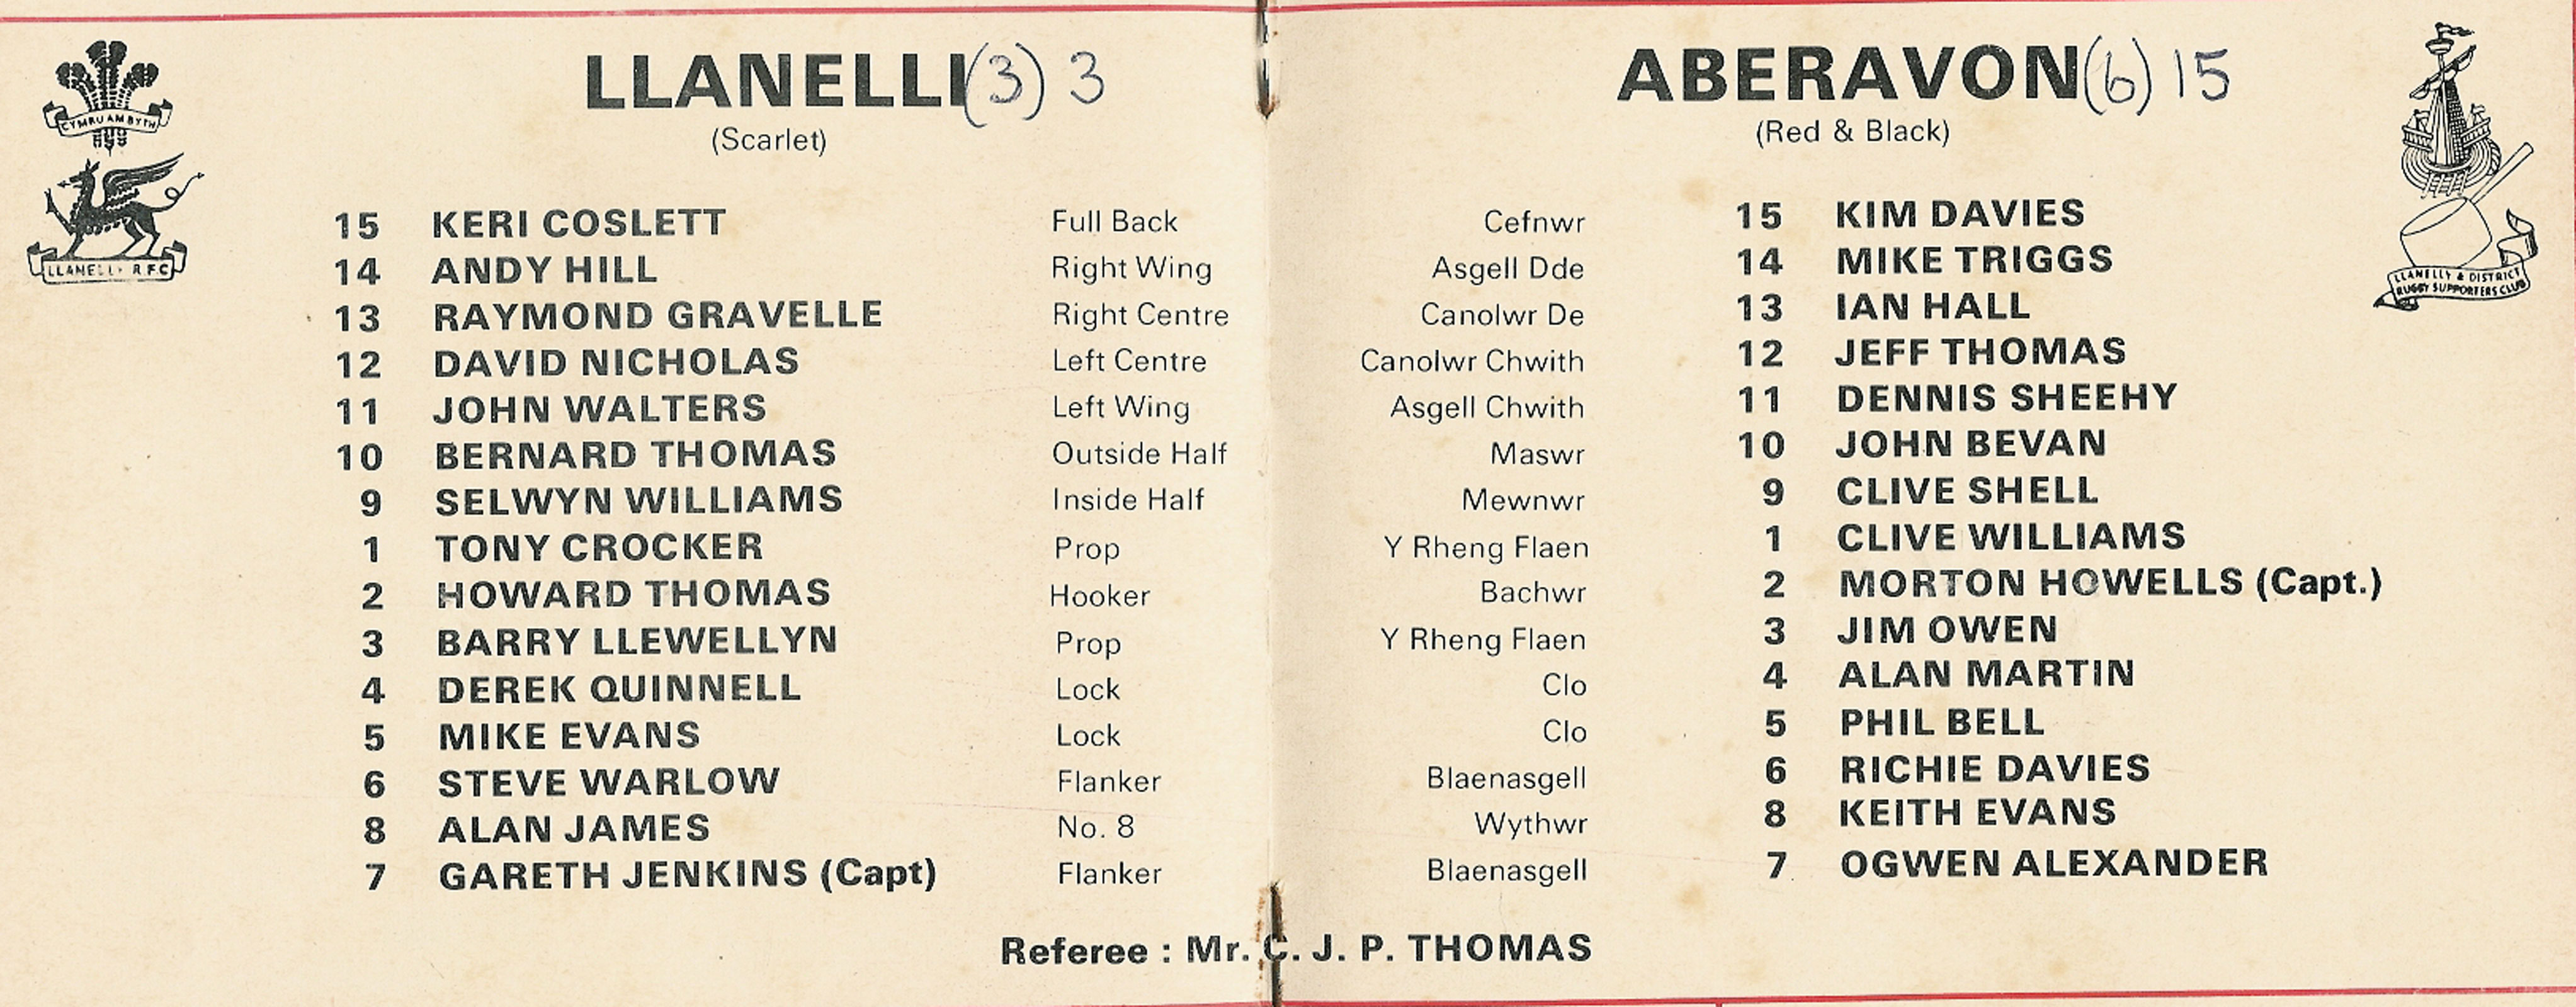 LLANELLI (3) 3
(Scarlet)
CYMRU AM BYTH
LLANELLY R.F.C
15 KERI COSLETT Full Back
14 ANDY HILL Right Wing
13 RAYMOND GRAVELLE Right Centre
12 DAVID NICHOLAS Left Centre
11 JOHN WALTERS Left Wing
10 BERNARD THOMAS Outside Half
9 SELWYN WILLIAMS Inside Half
1 TONY CROCKER Prop
2 HOWARD THOMAS Hooker
3 BARRY LLEWELLYN Prop
4 DEREK QUINNELL Lock
5 MIKE EVANS Lock
6 STEVE WARLOW Flanker
8 ALAN JAMES No. 8
7 GARETH JENKINS (Capt) Flanker
ABERAVON (6) 15
(Red & Black)
LLANELLY & DISTRICT
RUGBY SUPPORTERS CLUB
Cefnwr 15 KIM DAVIES
Asgell Dde 14 MIKE TRIGGS
Canolwr De 13 IAN HALL
Canolwr Chwith 12 JEFF THOMAS
Asgell Chwith 11 DENNIS SHEEHY
Maswr 10 JOHN BEVAN
Mewnwr 9 CLIVE SHELL
Y Rheng Flaen 1 CLIVE WILLIAMS
Bachwr 2 MORTON HOWELLS (Capt.)
Y Rheng Flaen 3 JIM OWEN
Clo 4 ALAN MARTIN
Clo 5 PHIL BELL
Blaenasgell 6 RICHIE DAVIES
Wythwr 8 KEITH EVANS
Blaenasgell 7 OGWEN ALEXANDER
Referee : Mr. C. J. P. THOMAS